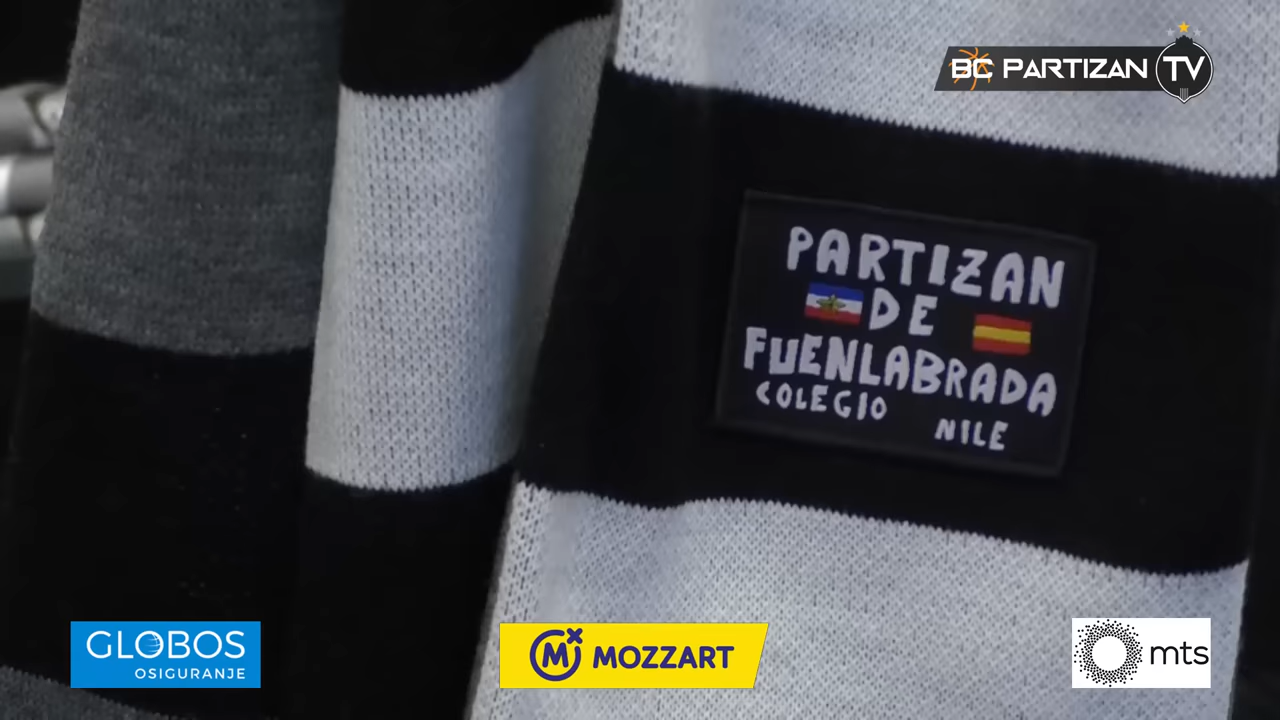 BC PARTIZAN TV
PARTIZAN
DE
FUENLABRADA
COLEGIO NILE
GLOBOS
OSIGURANJE
M MOZZART
mts